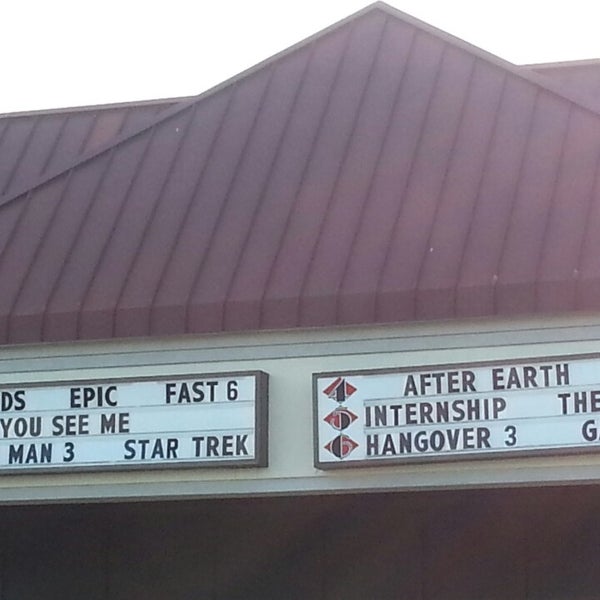 DS EPIC FAST 6
YOU SEE ME
MAN 3 STAR TREK
4 AFTER EARTH
5 INTERNSHIP THE
6 HANGOVER 3 G